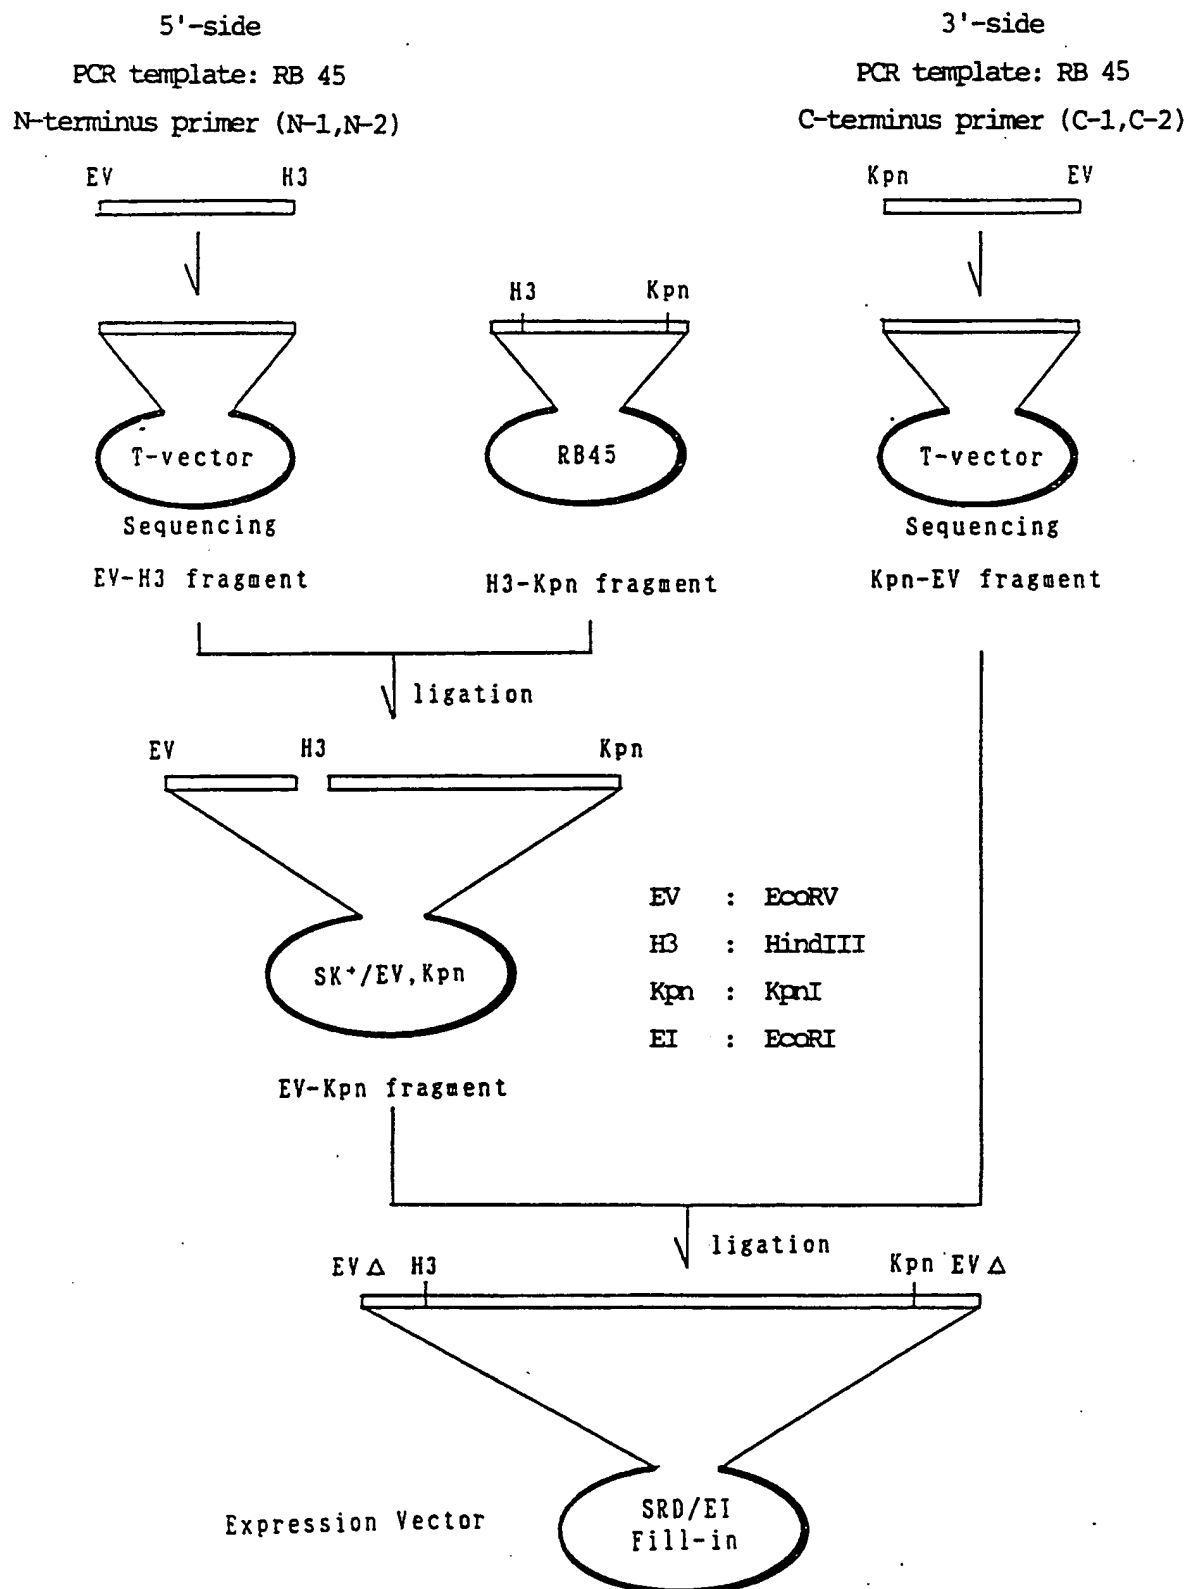 5'-side
PCR template: RB 45
N-terminus primer (N-1,N-2)
3'-side
PCR template: RB 45
C-terminus primer (C-1,C-2)
EV H3
Kpn EV
H3 Kpn
T-vector
RB45
T-vector
Sequencing
Sequencing
EV-H3 fragment
H3-Kpn fragment
Kpn-EV fragment
ligation
EV H3 Kpn
SK+/EV,Kpn
EV : EcoRV
H3 : HindIII
Kpn : KpnI
EI : EcoRI
EV-Kpn fragment
ligation
EV △ H3 Kpn EV △
Expression Vector
SRD/EI
Fill-in